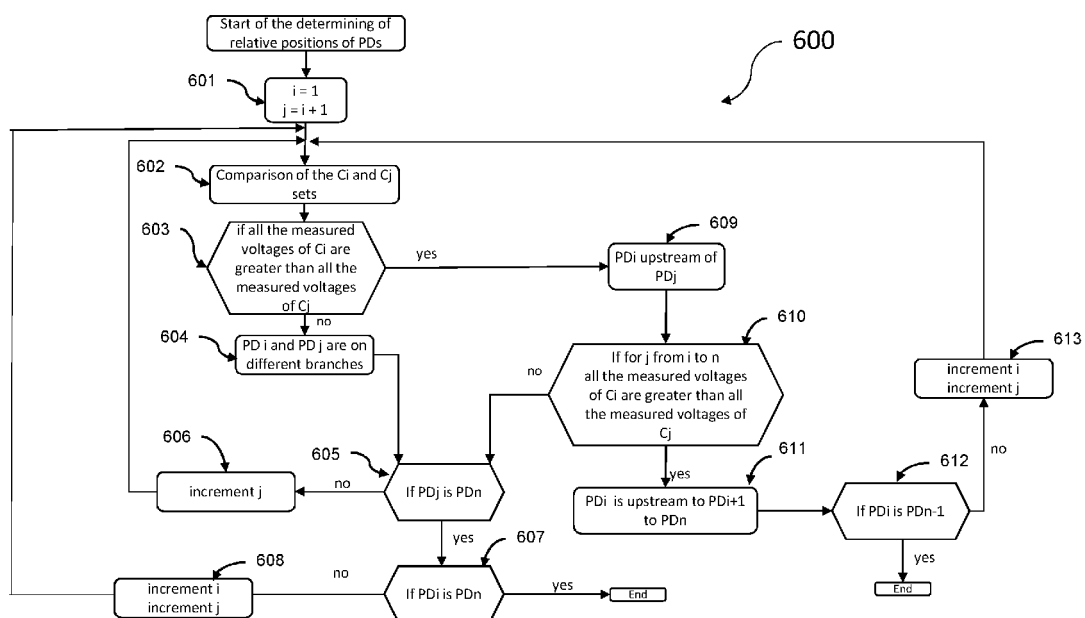 Start of the determining of
relative positions of PDs
600
601
i = 1
j = i + 1
602
Comparison of the Ci and Cj
sets
603
if all the measured
voltages of Ci are
greater than all the
measured voltages
of Cj
yes
609
PDi upstream of
PDj
no
604
PD i and PD j are on
different branches
610
If for j from i to n
all the measured voltages
of Ci are greater than all
the measured voltages of
Cj
no
613
increment i
increment j
606
increment j
no
605
If PDj is PDn
yes
611
PDi is upstream to PDi+1
to PDn
612
If PDi is PDn-1
no
yes
End
yes
607
608
increment i
increment j
no
If PDi is PDn
yes
End